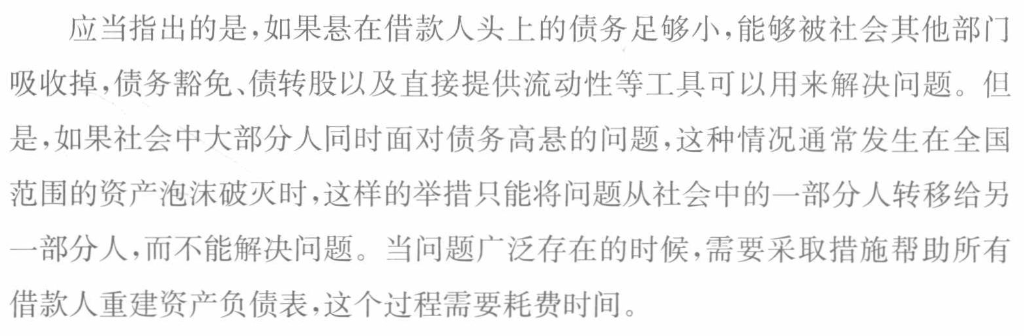 应当指出的是,如果悬在借款人头上的债务足够小,能够被社会其他部门
吸收掉,债务豁免、债转股以及直接提供流动性等工具可以用来解决问题。但
是,如果社会中大部分人同时面对债务高悬的问题,这种情况通常发生在全国
范围的资产泡沫破灭时,这样的举措只能将问题从社会中的一部分人转移给另
一部分人,而不能解决问题。当问题广泛存在的时候,需要采取措施帮助所有
借款人重建资产负债表,这个过程需要耗费时间。